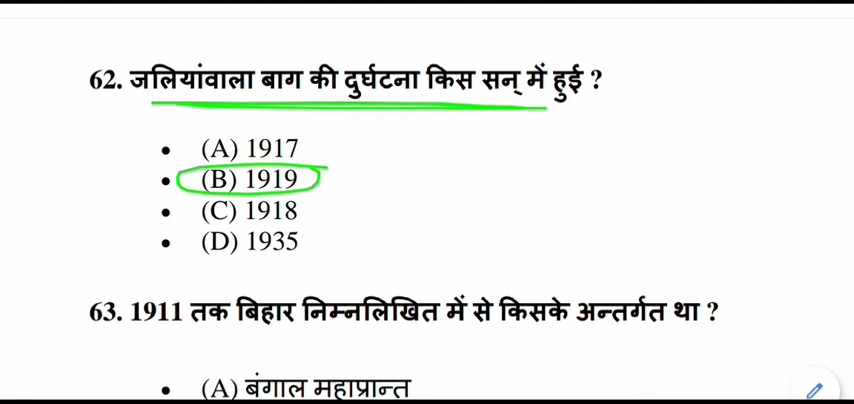 62. जलियांवाला बाग की दुर्घटना किस सन् में हुई ?
• (A) 1917
• (B) 1919
• (C) 1918
• (D) 1935
63. 1911 तक बिहार निम्नलिखित में से किसके अन्तर्गत था ?
• (A) बंगाल महाप्रान्त